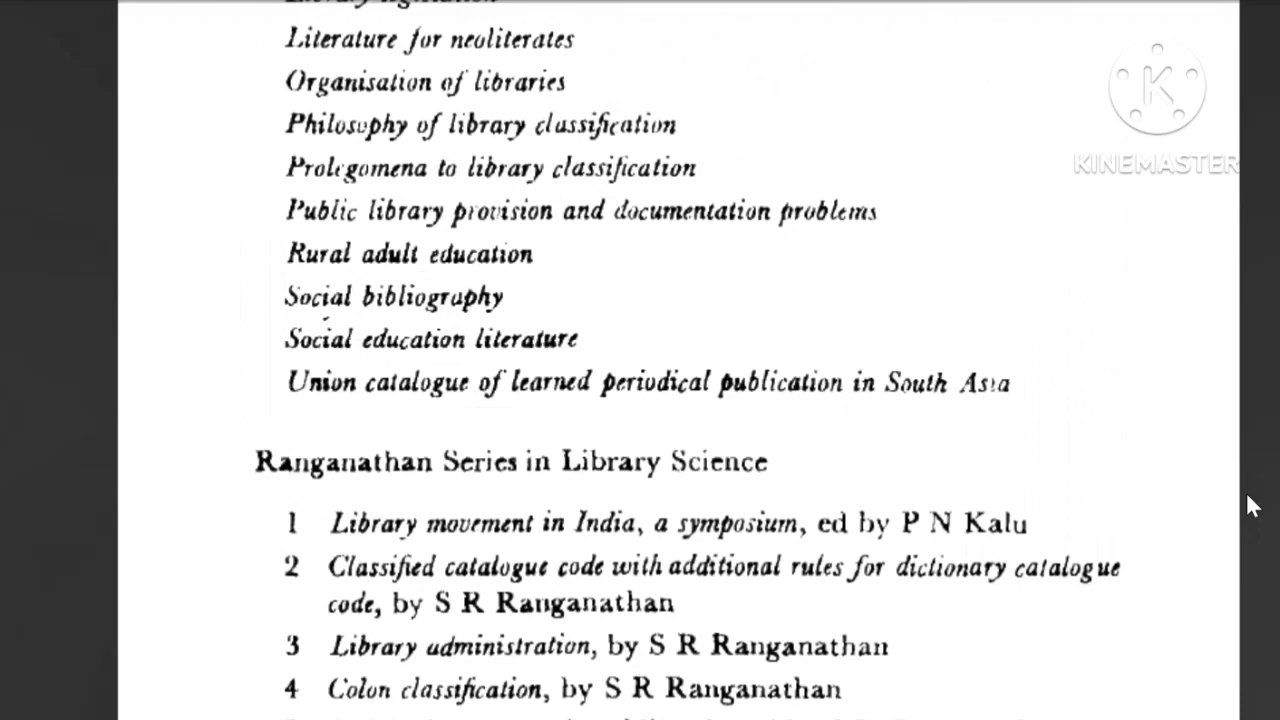 Literature for neoliterates
Organisation of libraries
Philosophy of library classification
Prolegomena to library classification
Public library provision and documentation problems
Rural adult education
Social bibliography
Social education literature
Union catalogue of learned periodical publication in South Asia
Ranganathan Series in Library Science
1 Library movement in India, a symposium, ed by P N Kalu
2 Classified catalogue code with additional rules for dictionary catalogue
code, by S R Ranganathan
3 Library administration, by S R Ranganathan
4 Colon classification, by S R Ranganathan
K
KINEMASTER